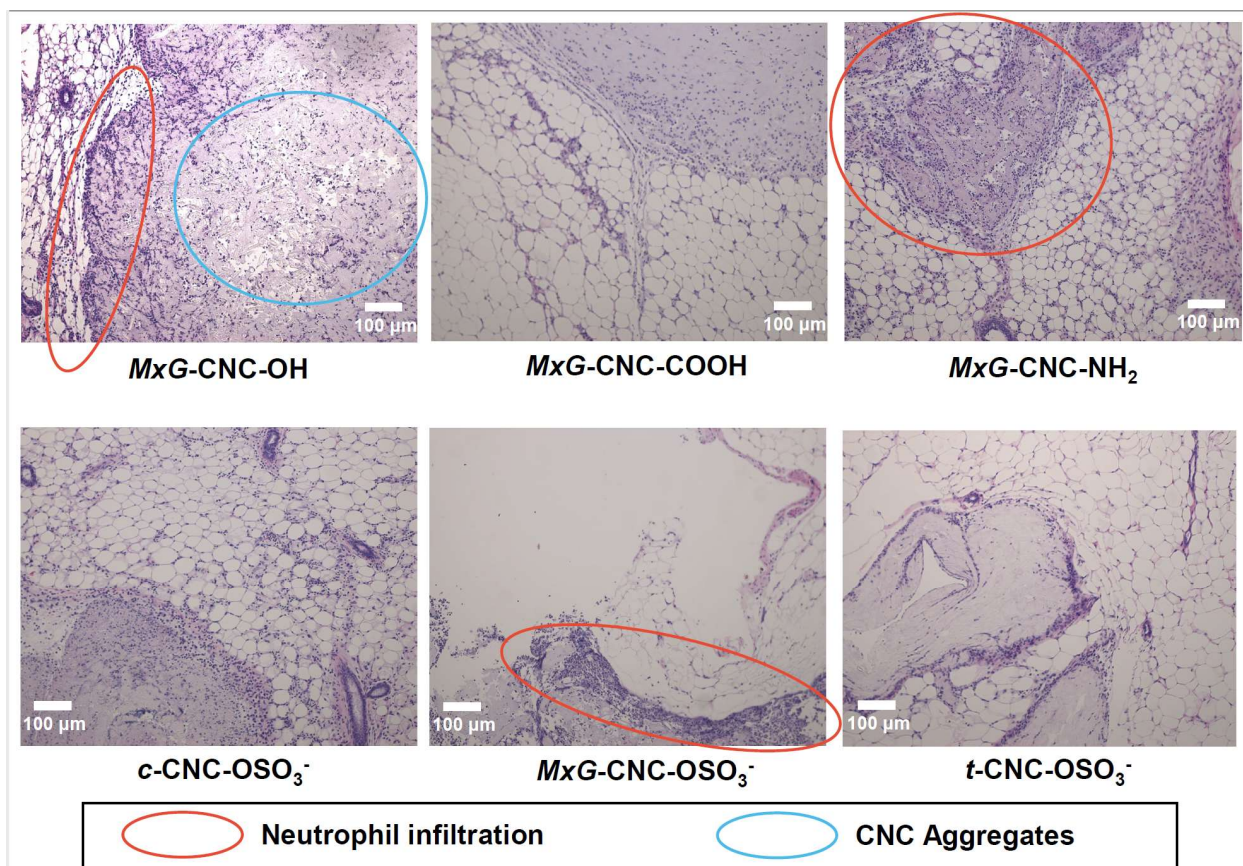 100 µm
100 µm
100 µm
MxG-CNC-OH
MxG-CNC-COOH
MxG-CNC-NH₂
100 µm
100 µm
100 µm
c-CNC-OSO₃⁻
MxG-CNC-OSO₃⁻
t-CNC-OSO₃⁻
Neutrophil infiltration
CNC Aggregates